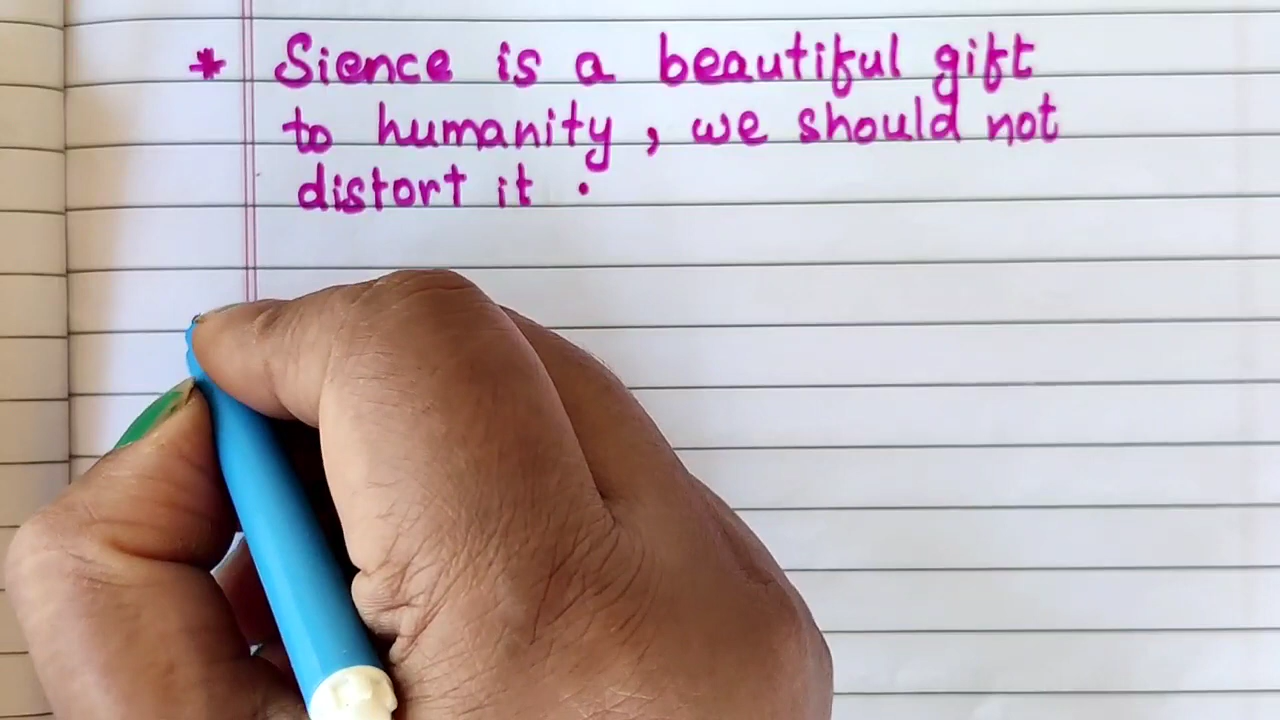 * Sience is a beautiful gift
to humanity, we should not
distort it.